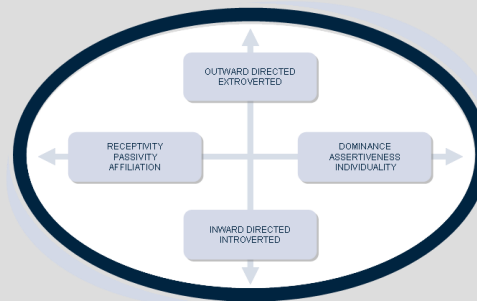 OUTWARD DIRECTED
EXTROVERTED
RECEPTIVITY
PASSIVITY
AFFILIATION
DOMINANCE
ASSERTIVENESS
INDIVIDUALITY
INWARD DIRECTED
INTROVERTED